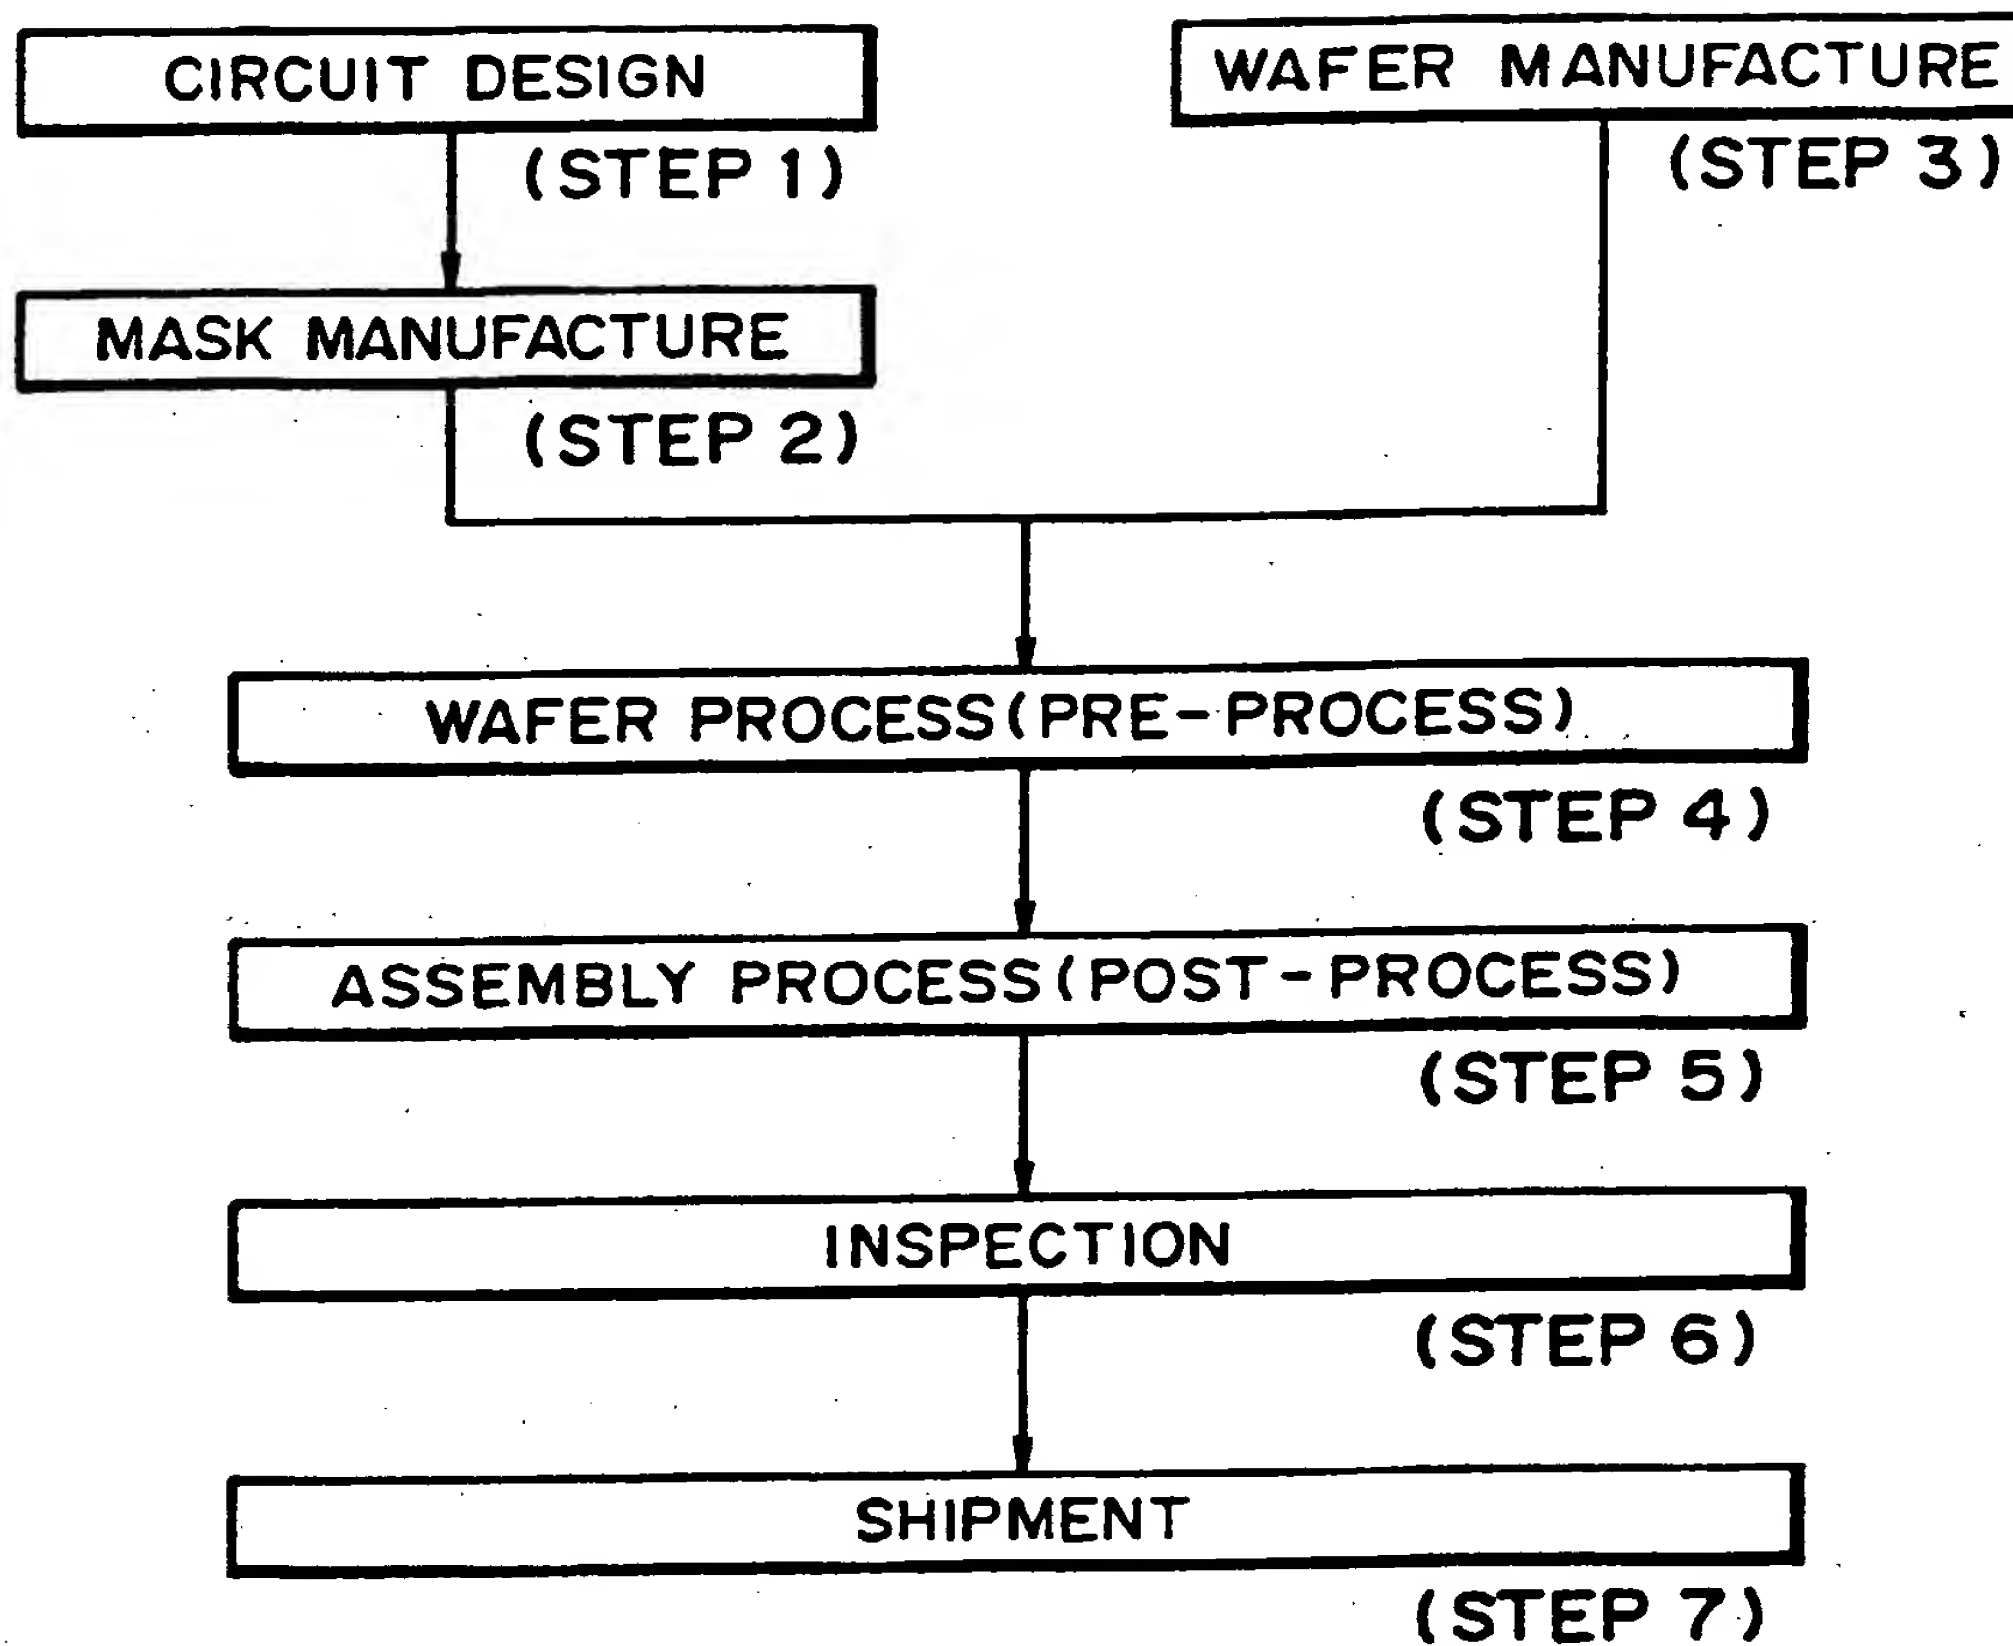 CIRCUIT DESIGN
(STEP 1)
WAFER MANUFACTURE
(STEP 3)
MASK MANUFACTURE
(STEP 2)
WAFER PROCESS(PRE-PROCESS)
(STEP 4)
ASSEMBLY PROCESS(POST-PROCESS)
(STEP 5)
INSPECTION
(STEP 6)
SHIPMENT
(STEP 7)